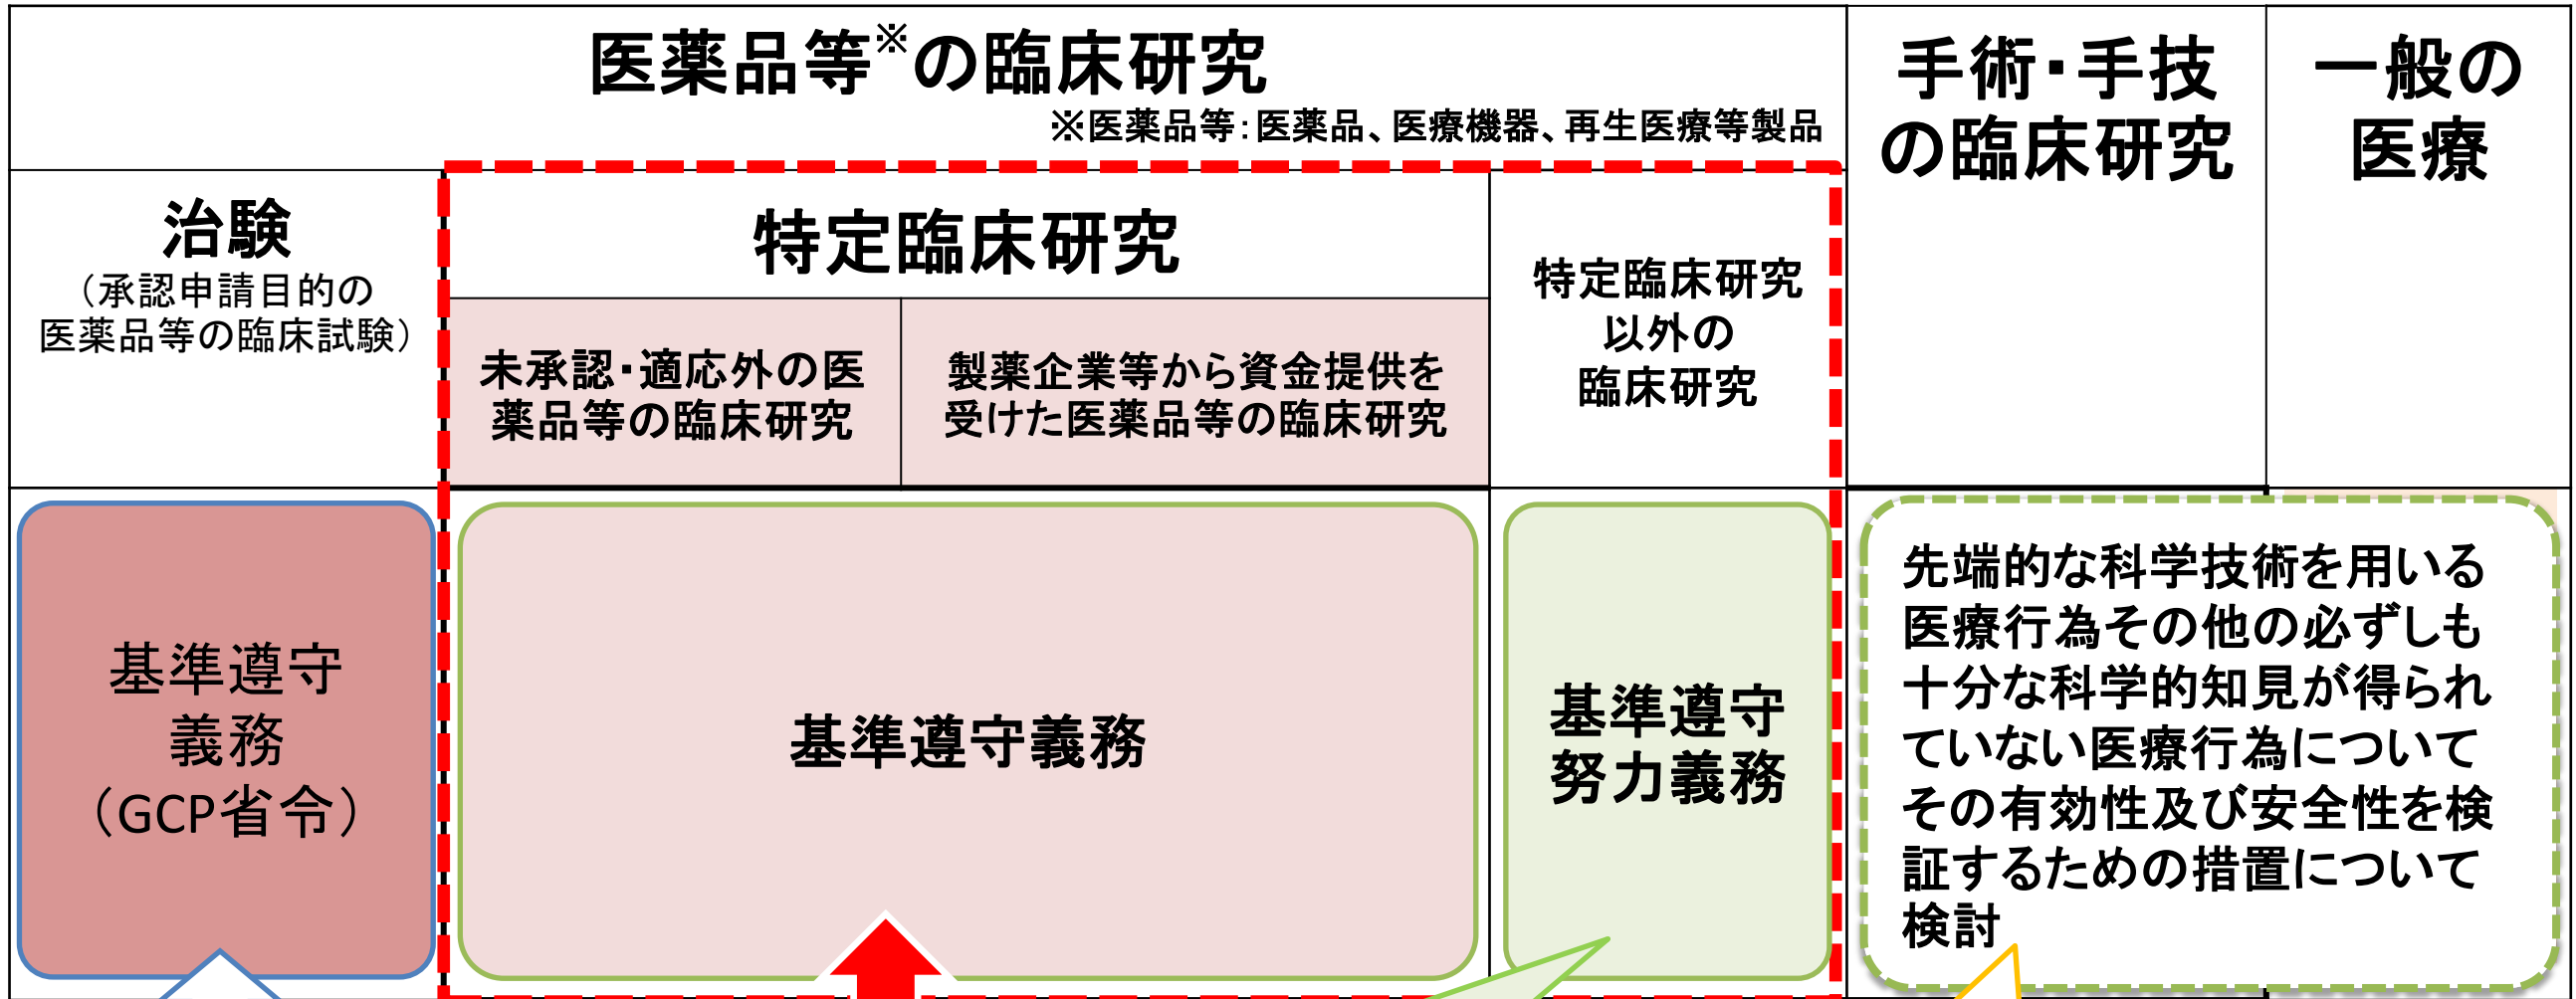 医薬品等※の臨床研究
※医薬品等：医薬品、医療機器、再生医療等製品
手術・手技
の臨床研究
一般の
医療
治験
（承認申請目的の
医薬品等の臨床試験）
特定臨床研究
未承認・適応外の医
薬品等の臨床研究
製薬企業等から資金提供を
受けた医薬品等の臨床研究
特定臨床研究
以外の
臨床研究
基準遵守
義務
（GCP省令）
基準遵守義務
基準遵守
努力義務
先端的な科学技術を用いる
医療行為その他の必ずしも
十分な科学的知見が得られ
ていない医療行為について
その有効性及び安全性を検
証するための措置について
検討